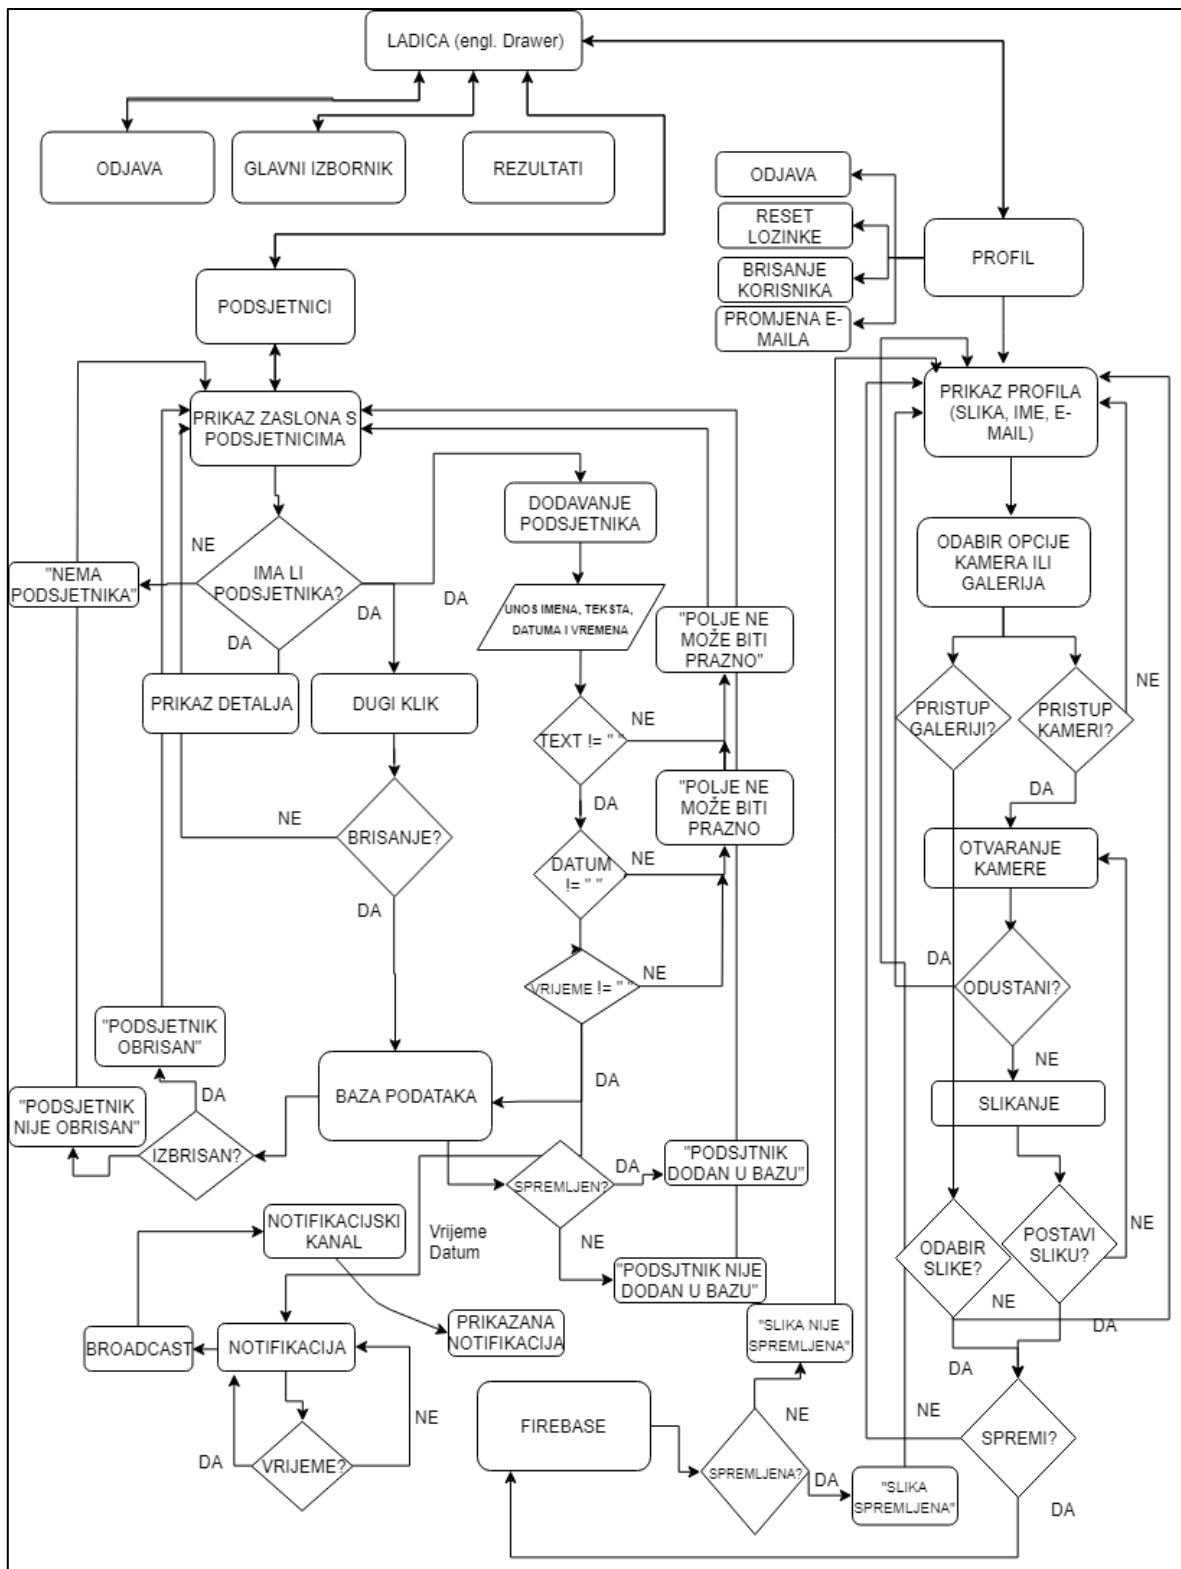 LADICA (engl. Drawer)
ODJAVA
GLAVNI IZBORNIK
REZULTATI
ODJAVA
RESET
LOZINKE
BRISANJE
KORISNIKA
PROMJENA E-
MAILA
PROFIL
PODSJETNICI
PRIKAZ ZASLONA S
PODSJETNICIMA
PRIKAZ PROFILA
(SLIKA, IME, E-
MAIL)
DODAVANJE
PODSJETNIKA
NE
IMA LI
PODSJETNIKA?
"NEMA
PODSJETNIKA"
DA
DA
DA
UNOS IMENA, TEKSTA,
DATUMA I VREMENA
"POLJE NE
MOŽE BITI
PRAZNO"
ODABIR OPCIJE
KAMERA ILI
GALERIJA
PRIKAZ DETALJA
DUGI KLIK
TEXT != " "
NE
PRISTUP
GALERIJI?
PRISTUP
KAMERI?
NE
NE
DA
BRISANJE?
NE
DA
DA
DATUM
!= " "
NE
"POLJE NE
MOŽE BITI
PRAZNO
OTVARANJE
KAMERE
VRIJEME != " "
NE
DA
ODUSTANI?
NE
"PODSJETNIK
OBRISAN"
DA
"PODSJETNIK
NIJE OBRISAN"
IZBRISAN?
BAZA PODATAKA
DA
SLIKANJE
SPREMLJEN?
DA
"PODSJTNIK
DODAN U BAZU"
NE
"PODSJTNIK NIJE
DODAN U BAZU"
NOTIFIKACIJSKI
KANAL
Vrijeme
Datum
ODABIR
SLIKE?
POSTAVI
SLIKU?
NE
NE
DA
DA
BROADCAST
NOTIFIKACIJA
PRIKAZANA
NOTIFIKACIJA
"SLIKA NIJE
SPREMLJENA"
NE
DA
VRIJEME?
FIREBASE
SPREMLJENA?
NE
DA
"SLIKA
SPREMLJENA"
NE
SPREMI?
DA